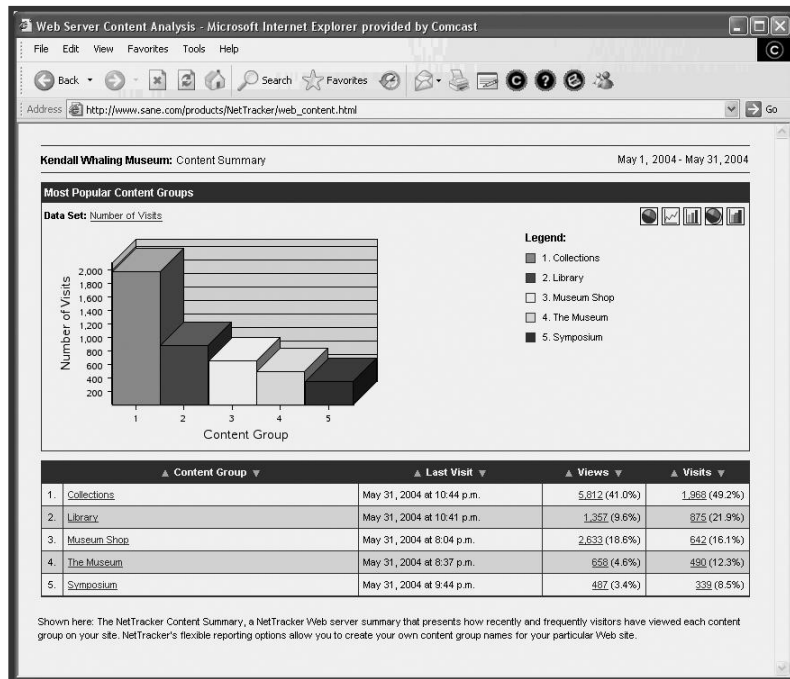 Web Server Content Analysis - Microsoft Internet Explorer provided by Comcast
File Edit View Favorites Tools Help
Back Search Favorites
Address http://www.sane.com/products/NetTracker/web_content.html Go
Kendall Whaling Museum: Content Summary May 1, 2004 - May 31, 2004
Most Popular Content Groups
Data Set: Number of Visits
Legend:
1. Collections
2. Library
3. Museum Shop
4. The Museum
5. Symposium
Number of Visits
2,000
1,800
1,600
1,400
1,200
1,000
800
600
400
200
1 2 3 4 5
Content Group
Content Group Last Visit Views Visits
1. Collections May 31, 2004 at 10:44 p.m. 5,812 (41.0%) 1,968 (49.2%)
2. Library May 31, 2004 at 10:41 p.m. 1,357 (9.6%) 875 (21.9%)
3. Museum Shop May 31, 2004 at 8:04 p.m. 2,633 (18.6%) 642 (16.1%)
4. The Museum May 31, 2004 at 8:37 p.m. 658 (4.6%) 490 (12.3%)
5. Symposium May 31, 2004 at 9:44 p.m. 487 (3.4%) 339 (8.5%)
Shown here: The NetTracker Content Summary, a NetTracker Web server summary that presents how recently and frequently visitors have viewed each content
group on your site. NetTracker's flexible reporting options allow you to create your own content group names for your particular Web site.